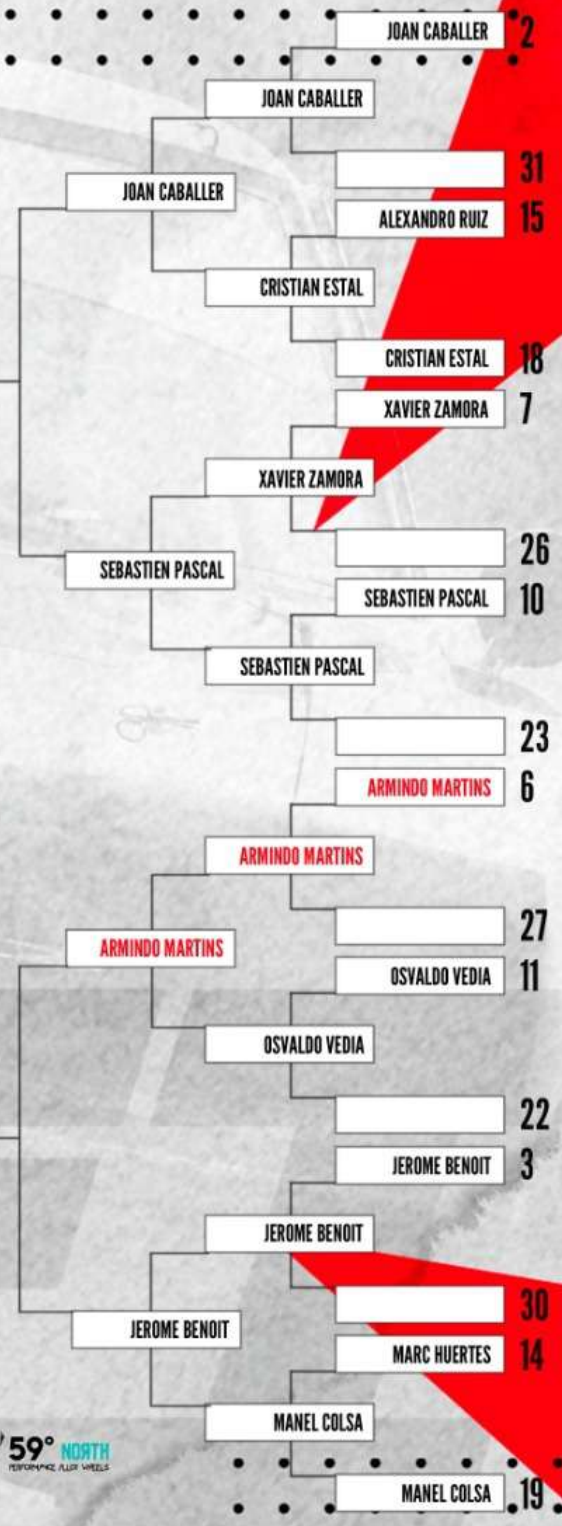 JOAN CABALLER 2
JOAN CABALLER
31
JOAN CABALLER
ALEXANDRO RUIZ 15
CRISTIAN ESTAL
CRISTIAN ESTAL 18
XAVIER ZAMORA 7
XAVIER ZAMORA
26
SEBASTIEN PASCAL
SEBASTIEN PASCAL 10
SEBASTIEN PASCAL
23
ARMINDO MARTINS 6
ARMINDO MARTINS
27
ARMINDO MARTINS
OSVALDO VEDIA 11
OSVALDO VEDIA
22
JEROME BENOIT 3
JEROME BENOIT
30
JEROME BENOIT
MARC HUERTES 14
MANEL COLSA
MANEL COLSA 19
59° NORTH
PERFORMANCE ALLOY WHEELS